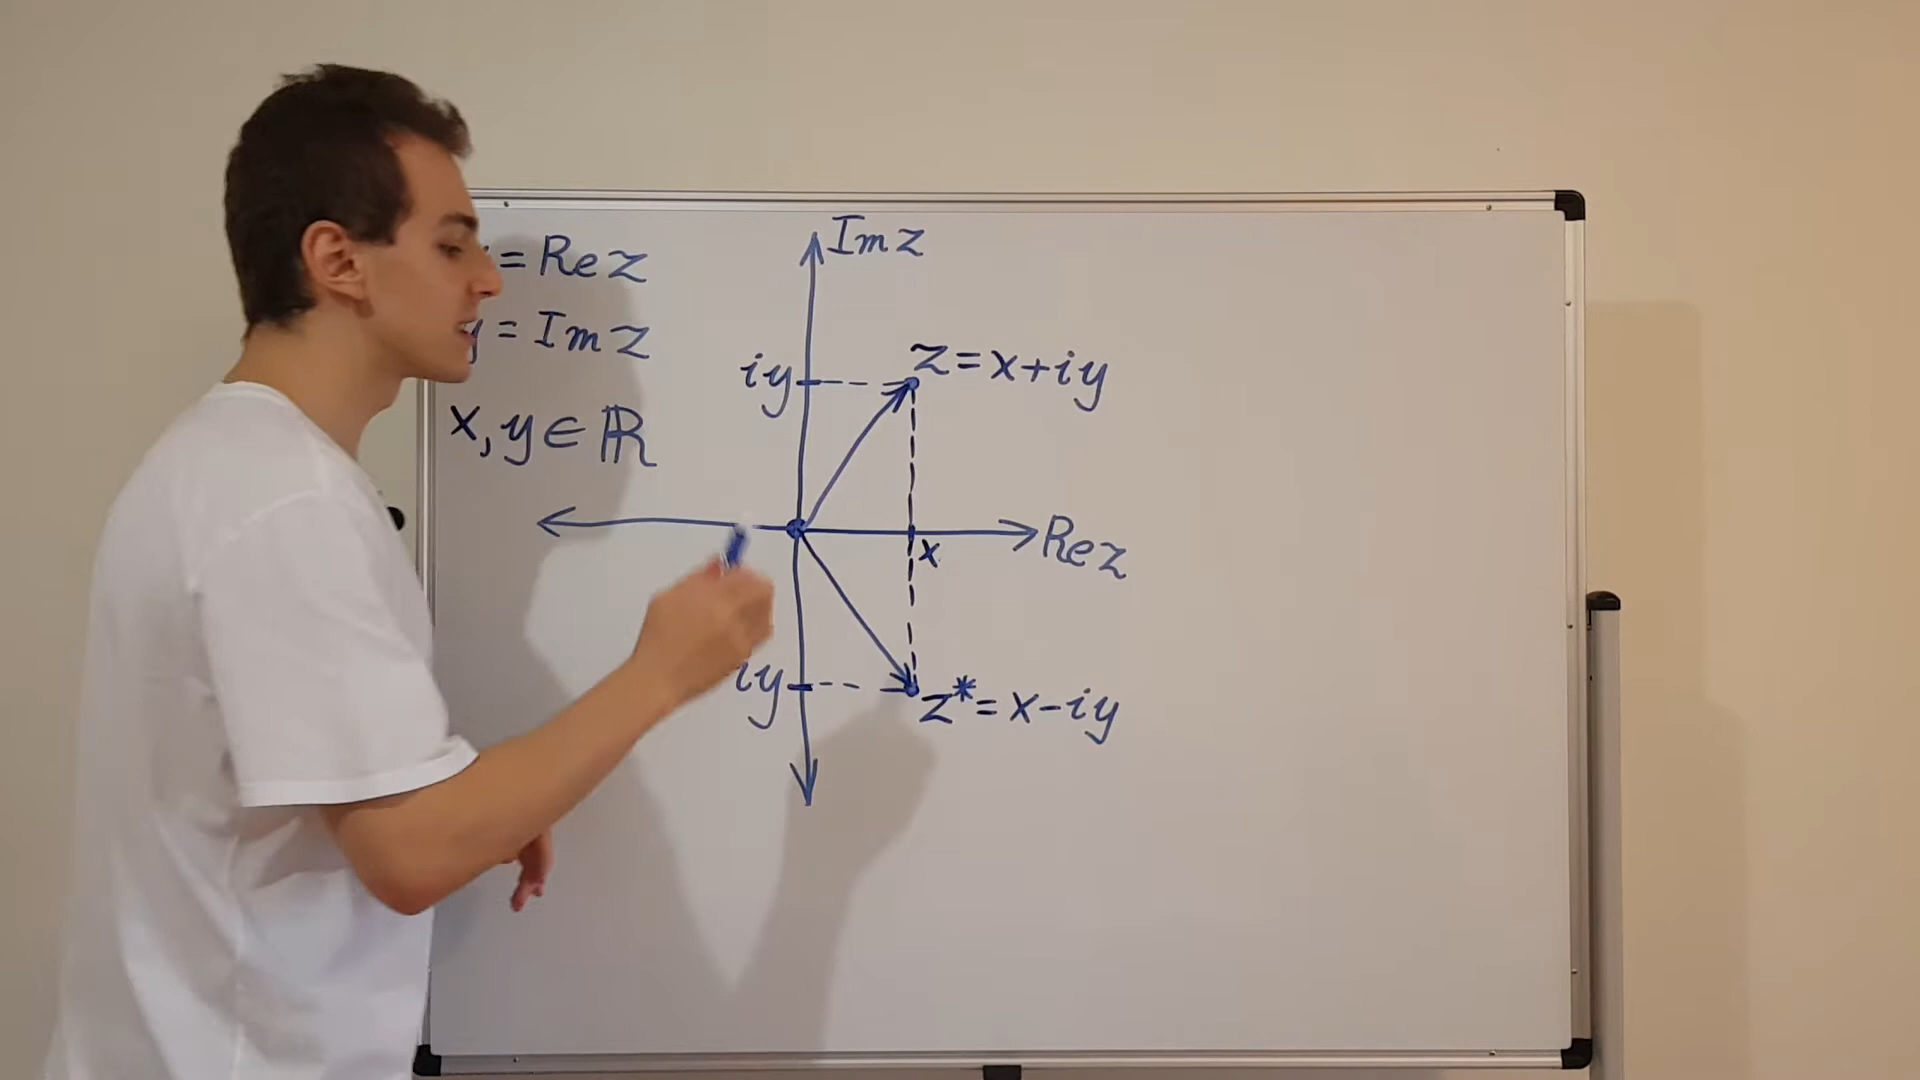 = Re z
y = Im z
x, y ∈ ℝ
Im z
iy
z = x + iy
x
Re z
iy
z* = x - iy